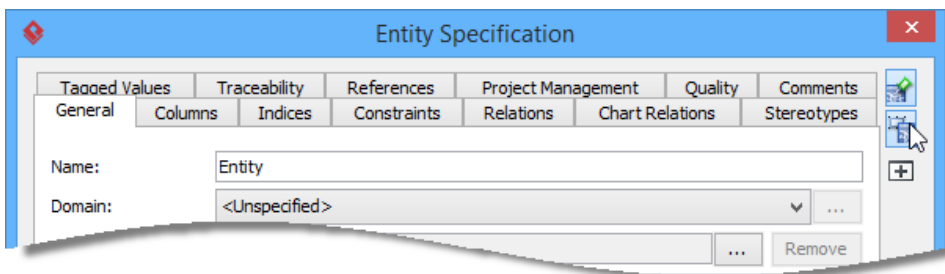 Entity Specification
Tagged Values Traceability References Project Management Quality Comments
General Columns Indices Constraints Relations Chart Relations Stereotypes
Name: Entity
Domain: <Unspecified> ...
... Remove